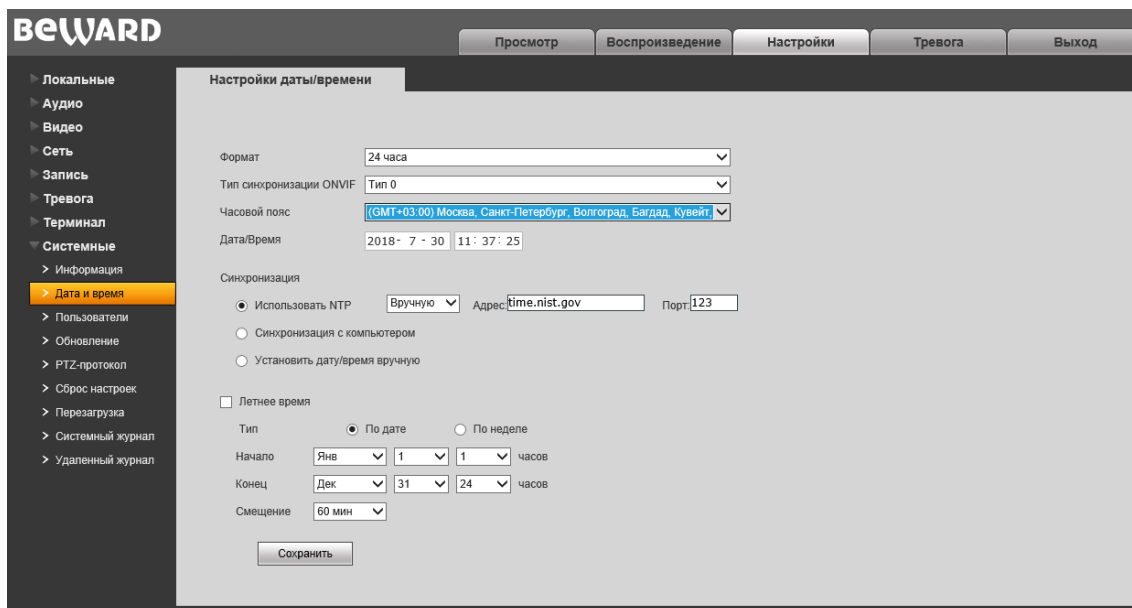 BEWARD
Просмотр Воспроизведение Настройки Тревога Выход
Локальные
Аудио
Видео
Сеть
Запись
Тревога
Терминал
Системные
Информация
Дата и время
Пользователи
Обновление
PTZ-протокол
Сброс настроек
Перезагрузка
Системный журнал
Удаленный журнал
Настройки даты/времени
Формат 24 часа
Тип синхронизации ONVIF Тип 0
Часовой пояс (GMT+03:00) Москва, Санкт-Петербург, Волгоград, Багдад, Кувейт,
Дата/Время 2018- 7 - 30 11: 37: 25
Синхронизация
Использовать NTP Вручную Адрес: time.nist.gov Порт: 123
Синхронизация с компьютером
Установить дату/время вручную
Летнее время
Тип По дате По неделе
Начало Янв 1 1 часов
Конец Дек 31 24 часов
Смещение 60 мин
Сохранить